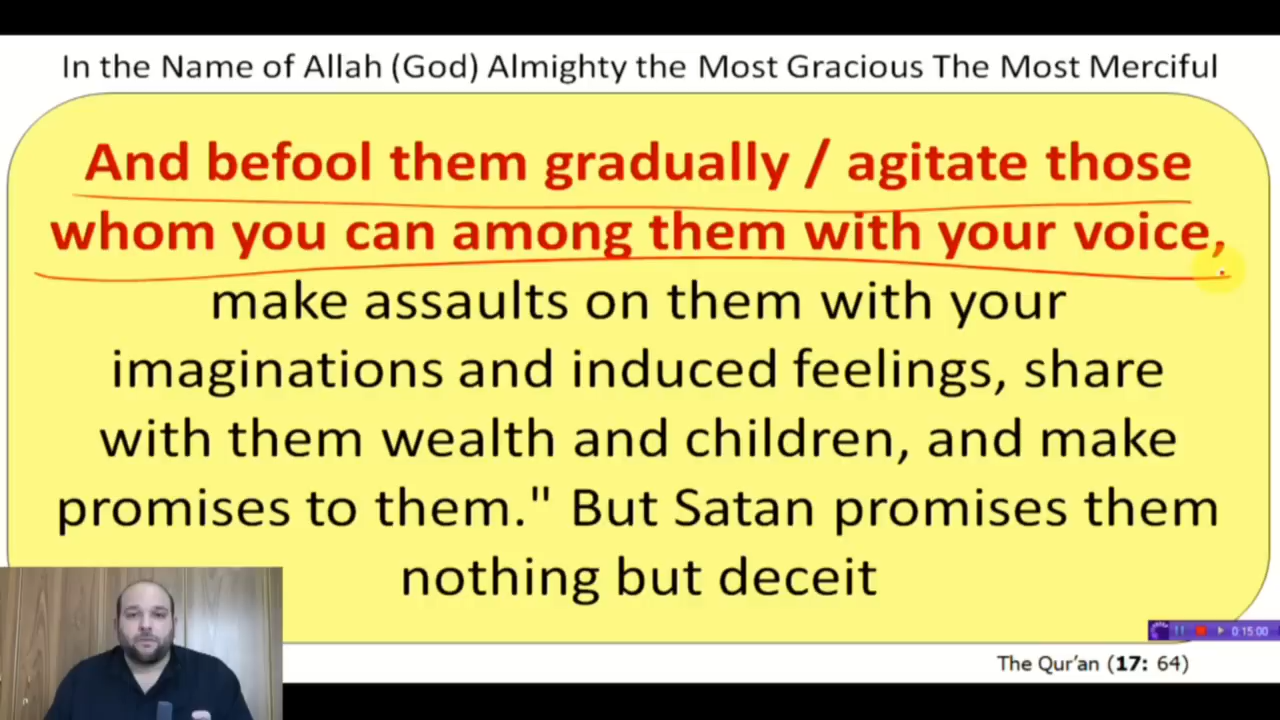 In the Name of Allah (God) Almighty the Most Gracious The Most Merciful
And befool them gradually / agitate those
whom you can among them with your voice,
make assaults on them with your
imaginations and induced feelings, share
with them wealth and children, and make
promises to them." But Satan promises them
nothing but deceit
0:15:00
The Qur'an (17: 64)